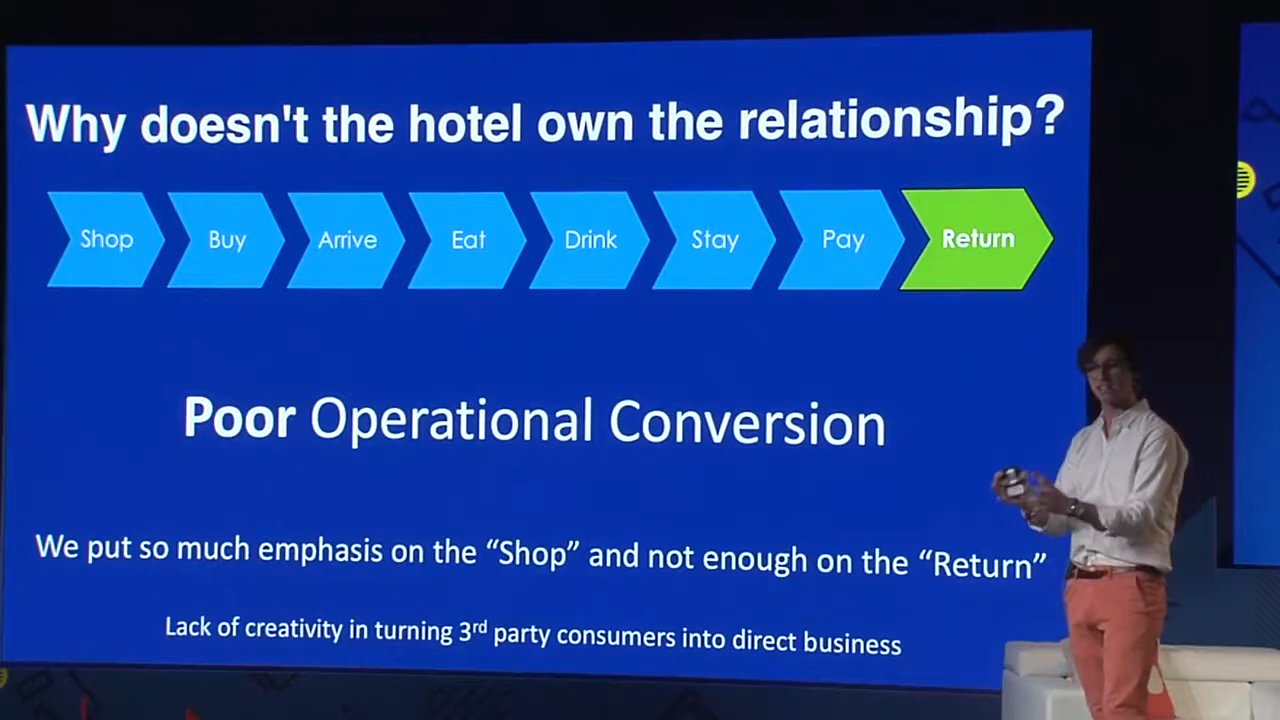 Why doesn't the hotel own the relationship?
Shop Buy Arrive Eat Drink Stay Pay Return
Poor Operational Conversion
We put so much emphasis on the “Shop” and not enough on the “Return”
Lack of creativity in turning 3rd party consumers into direct business